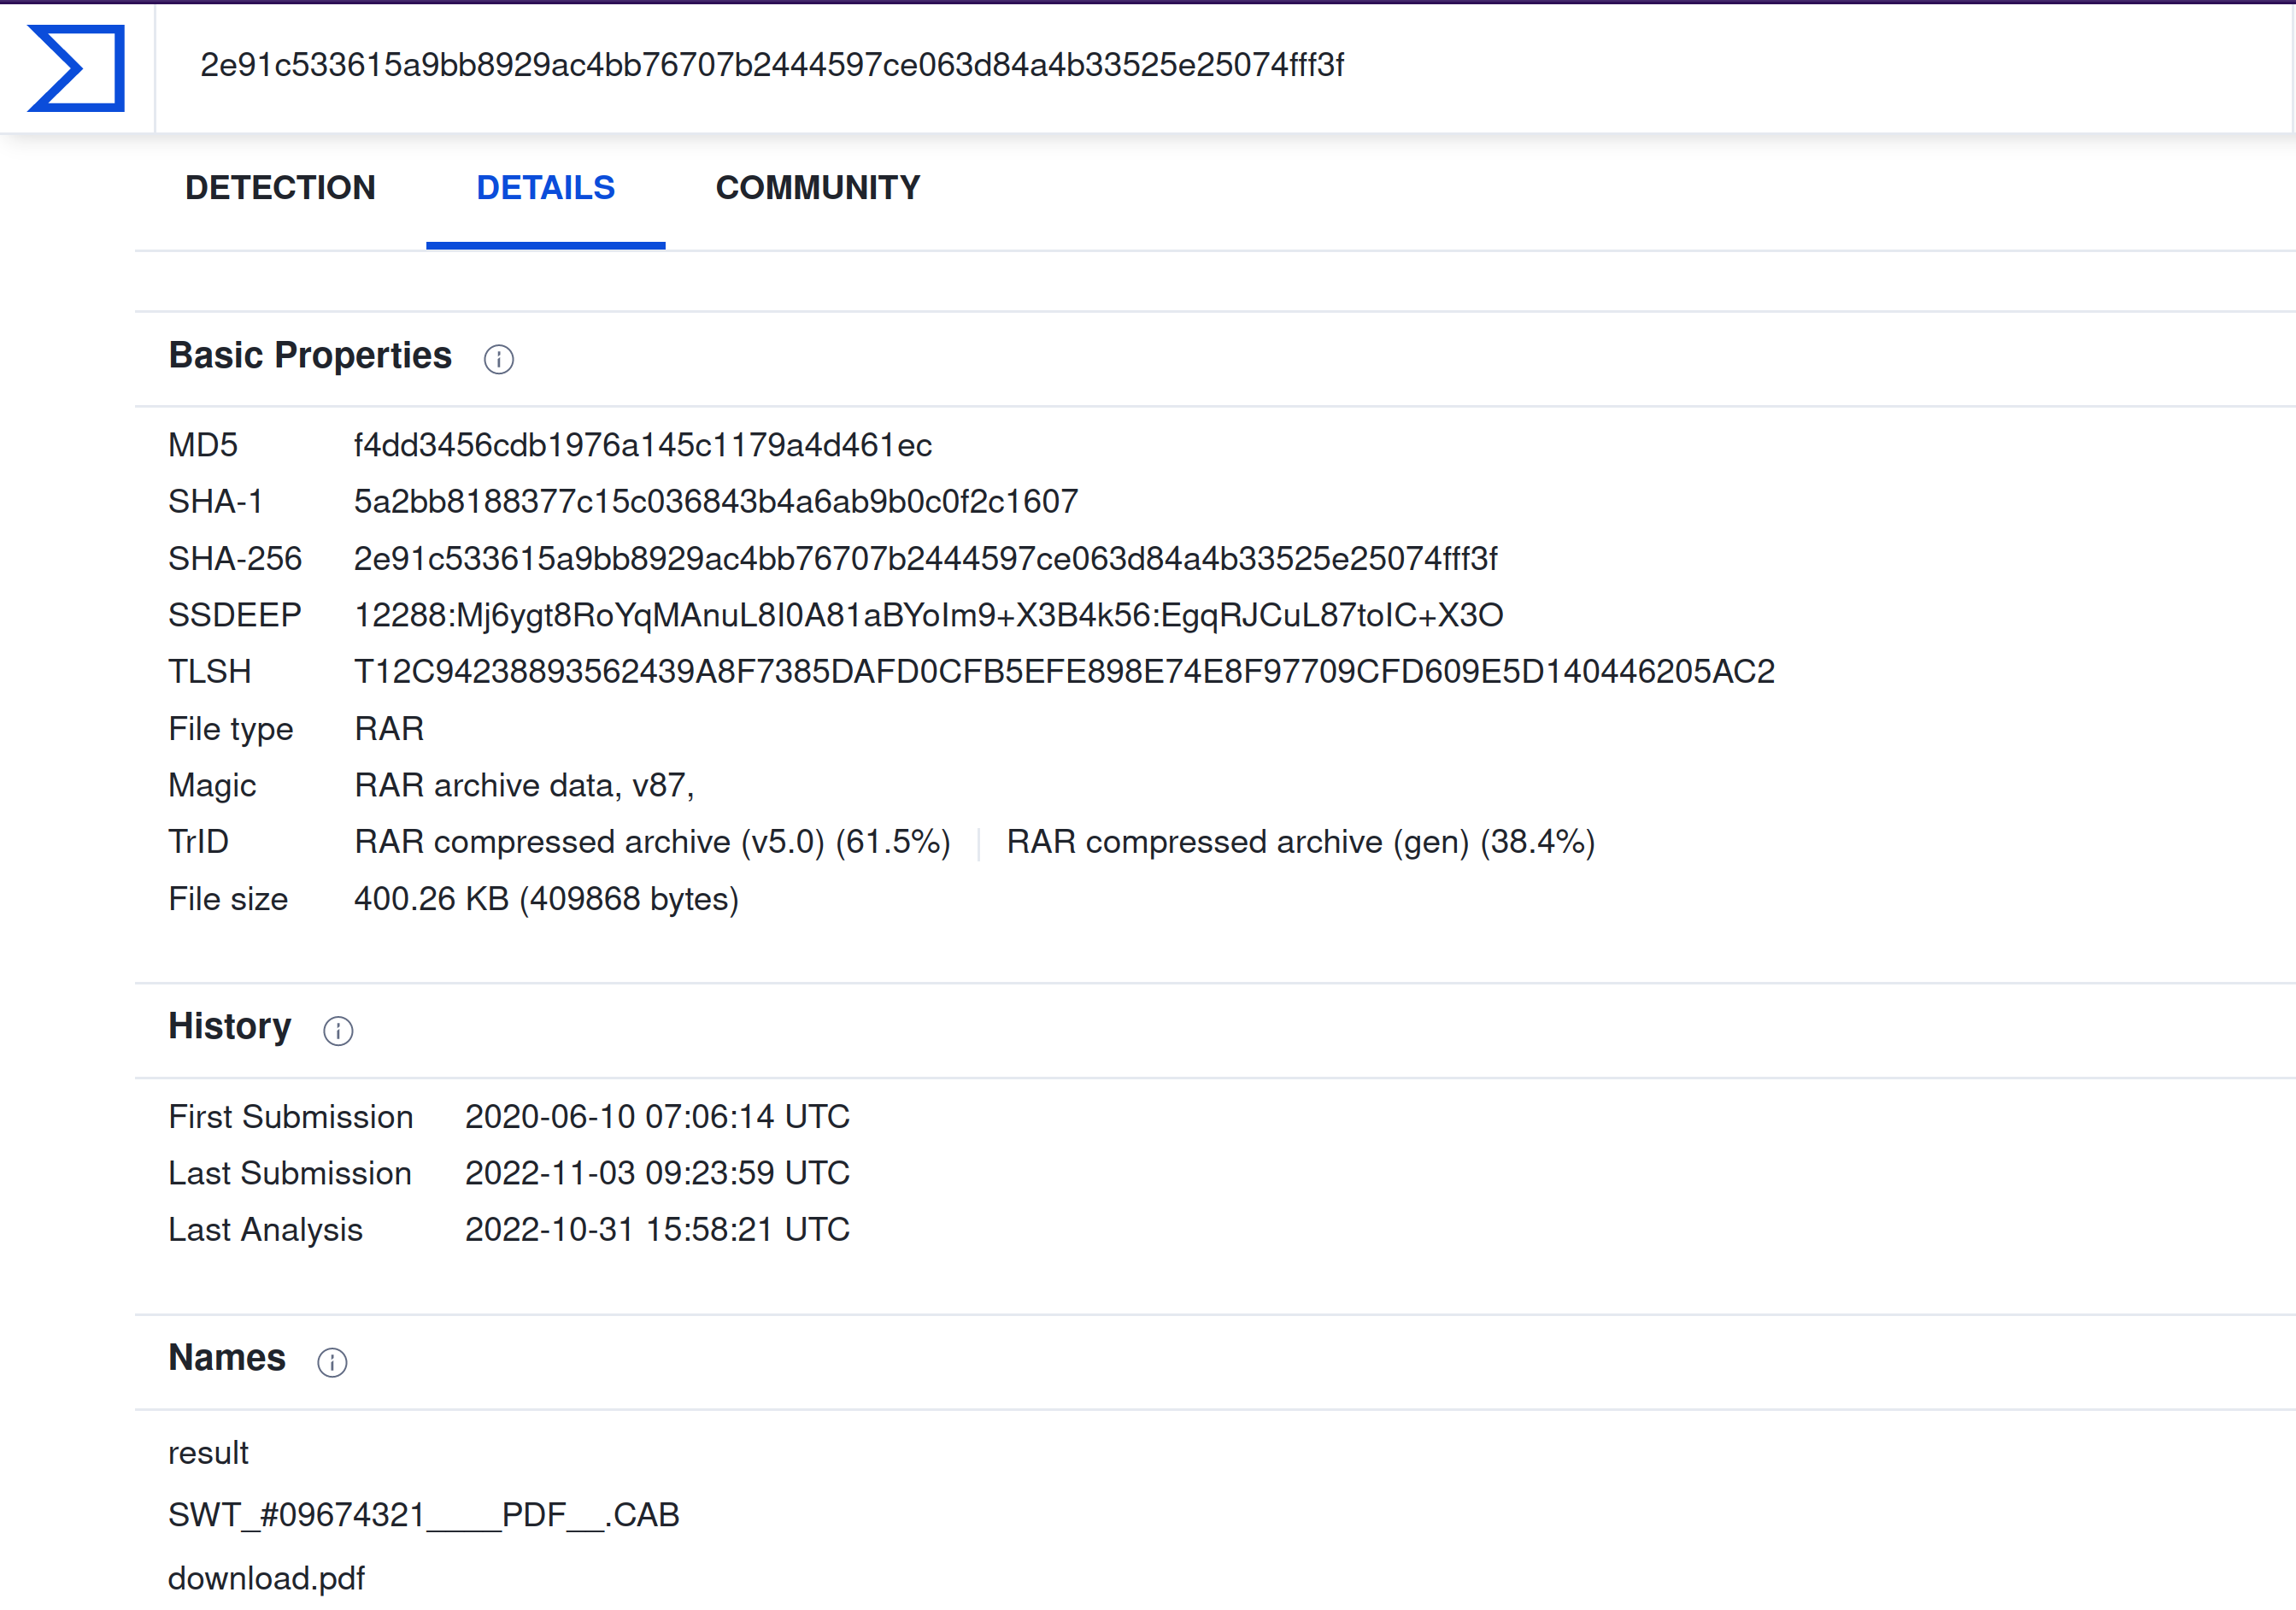 2e91c533615a9bb8929ac4bb76707b2444597ce063d84a4b33525e25074fff3f
DETECTION DETAILS COMMUNITY
Basic Properties
MD5 f4dd3456cdb1976a145c1179a4d461ec
SHA-1 5a2bb8188377c15c036843b4a6ab9b0c0f2c1607
SHA-256 2e91c533615a9bb8929ac4bb76707b2444597ce063d84a4b33525e25074fff3f
SSDEEP 12288:Mj6ygt8RoYqMAnuL8I0A81aBYoIm9+X3B4k56:EgqRJCuL87toIC+X3O
TLSH T12C94238893562439A8F7385DAFD0CFB5EFE898E74E8F97709CFD609E5D140446205AC2
File type RAR
Magic RAR archive data, v87,
TrID RAR compressed archive (v5.0) (61.5%) RAR compressed archive (gen) (38.4%)
File size 400.26 KB (409868 bytes)
History
First Submission 2020-06-10 07:06:14 UTC
Last Submission 2022-11-03 09:23:59 UTC
Last Analysis 2022-10-31 15:58:21 UTC
Names
result
SWT_#09674321____PDF__.CAB
download.pdf